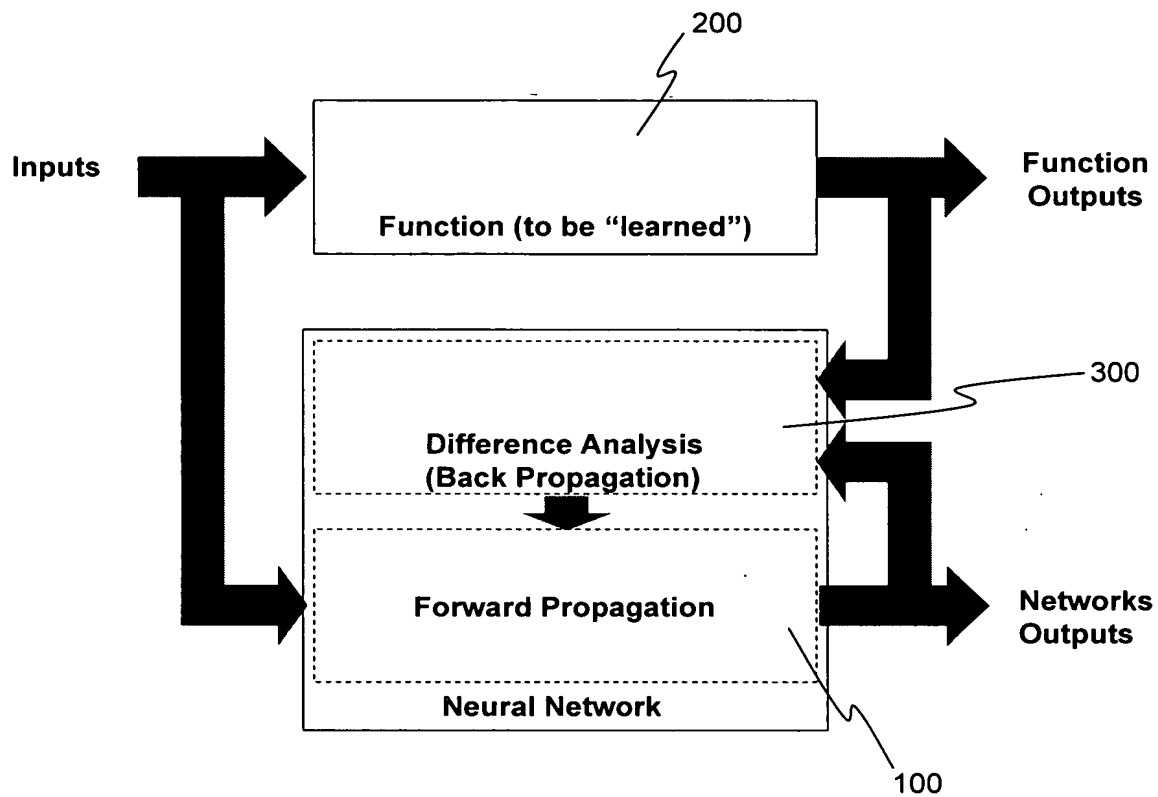 200
Inputs
Function
Outputs
Function (to be “learned”)
300
Difference Analysis
(Back Propagation)
Forward Propagation
Networks
Outputs
Neural Network
100